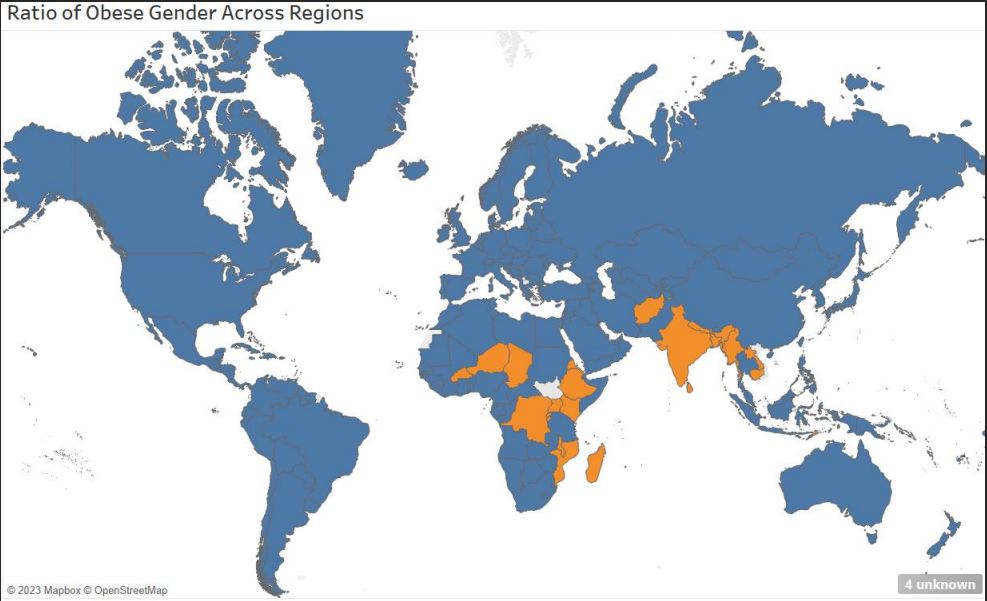 Ratio of Obese Gender Across Regions
© 2023 Mapbox © OpenStreetMap
4 unknown